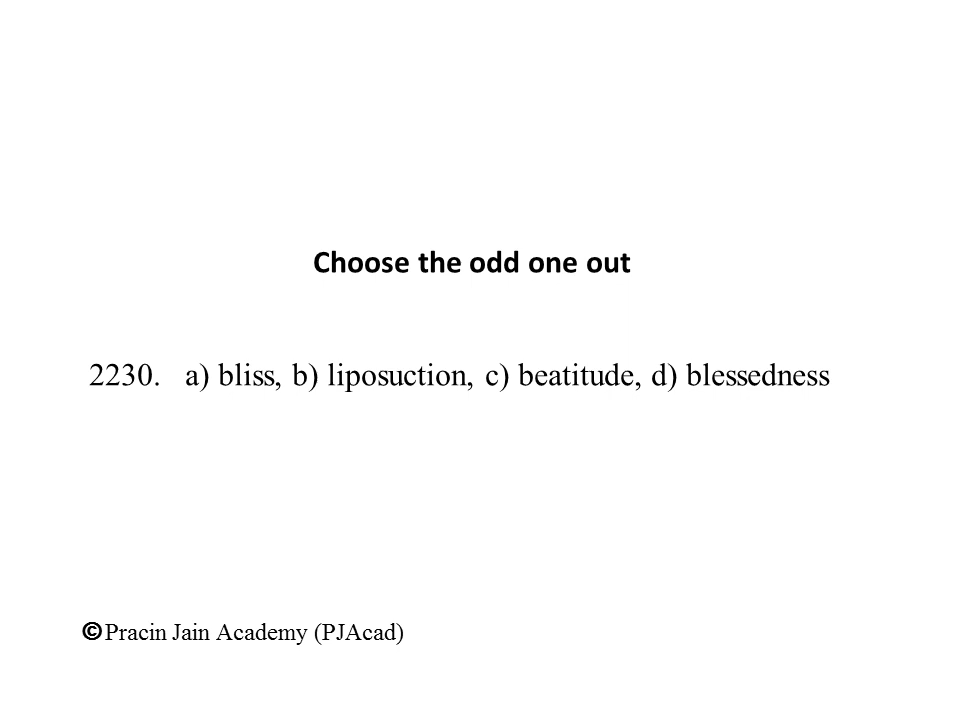 Choose the odd one out
2230. a) bliss, b) liposuction, c) beatitude, d) blessedness
©Pracin Jain Academy (PJAcad)